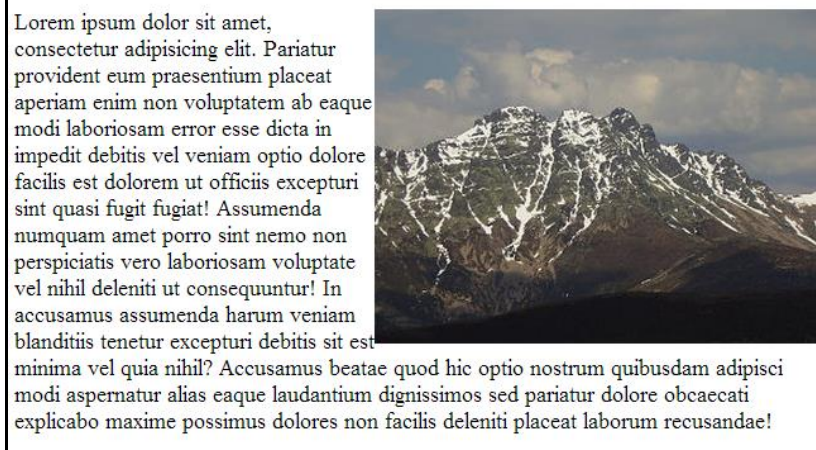 Lorem ipsum dolor sit amet,
consectetur adipisicing elit. Pariatur
provident eum praesentium placeat
aperiam enim non voluptatem ab eaque
modi laboriosam error esse dicta in
impedit debitis vel veniam optio dolore
facilis est dolorem ut officiis excepturi
sint quasi fugit fugiat! Assumenda
numquam amet porro sint nemo non
perspiciatis vero laboriosam voluptate
vel nihil deleniti ut consequuntur! In
accusamus assumenda harum veniam
blanditiis tenetur excepturi debitis sit est
minima vel quia nihil? Accusamus beatae quod hic optio nostrum quibusdam adipisci
modi aspernatur alias eaque laudantium dignissimos sed pariatur dolore obcaecati
explicabo maxime possimus dolores non facilis deleniti placeat laborum recusandae!